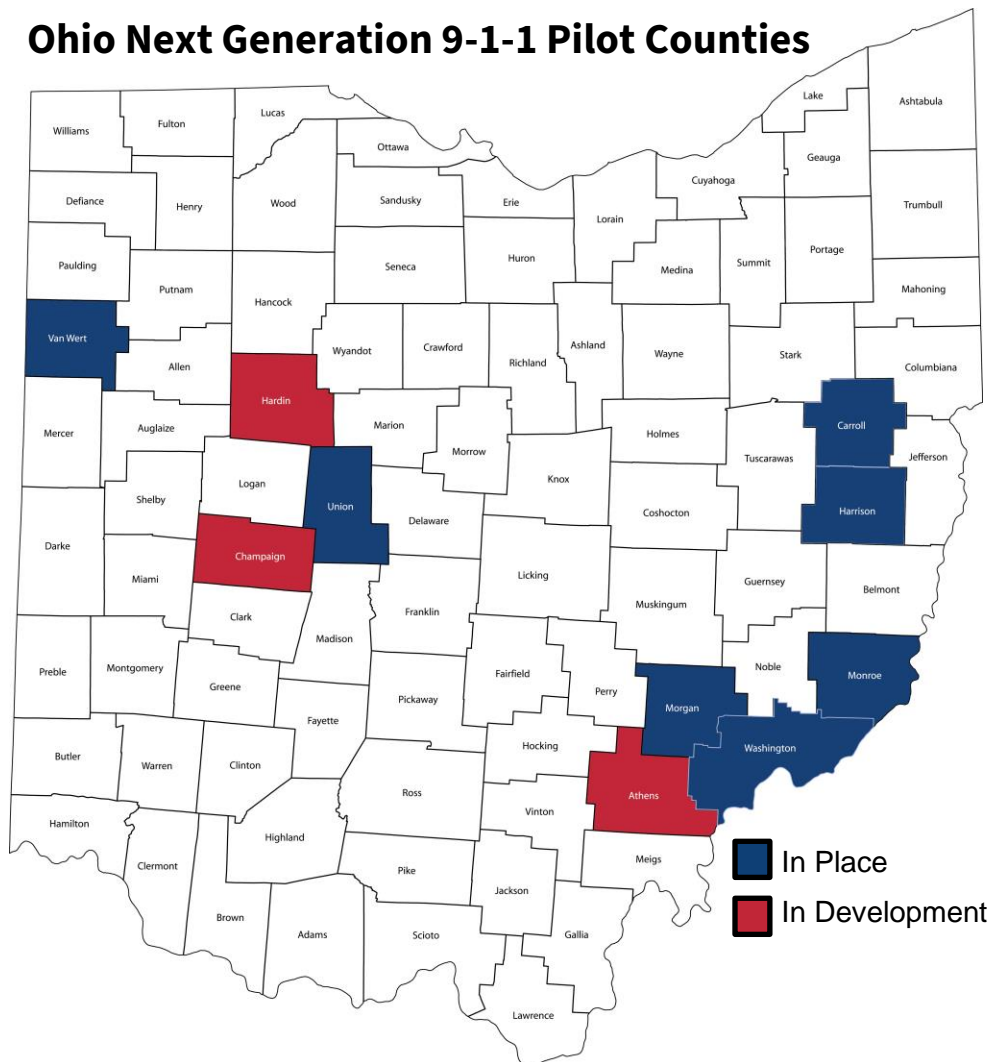 Ohio Next Generation 9-1-1 Pilot Counties
Williams
Fulton
Lucas
Ottawa
Lake
Ashtabula
Geauga
Cuyahoga
Defiance
Henry
Wood
Sandusky
Erie
Lorain
Trumbull
Paulding
Putnam
Hancock
Seneca
Huron
Medina
Summit
Portage
Mahoning
Van Wert
Allen
Wyandot
Crawford
Richland
Ashland
Wayne
Stark
Columbiana
Hardin
Mercer
Auglaize
Marion
Morrow
Holmes
Tuscarawas
Carroll
Jefferson
Logan
Shelby
Union
Delaware
Knox
Coshocton
Harrison
Darke
Champaign
Miami
Licking
Muskingum
Guernsey
Belmont
Clark
Franklin
Madison
Preble
Montgomery
Greene
Fairfield
Perry
Noble
Monroe
Pickaway
Morgan
Fayette
Hocking
Washington
Butler
Warren
Clinton
Ross
Athens
Vinton
Hamilton
Highland
Clermont
Pike
Meigs
Jackson
Brown
Adams
Scioto
Gallia
Lawrence
In Place
In Development